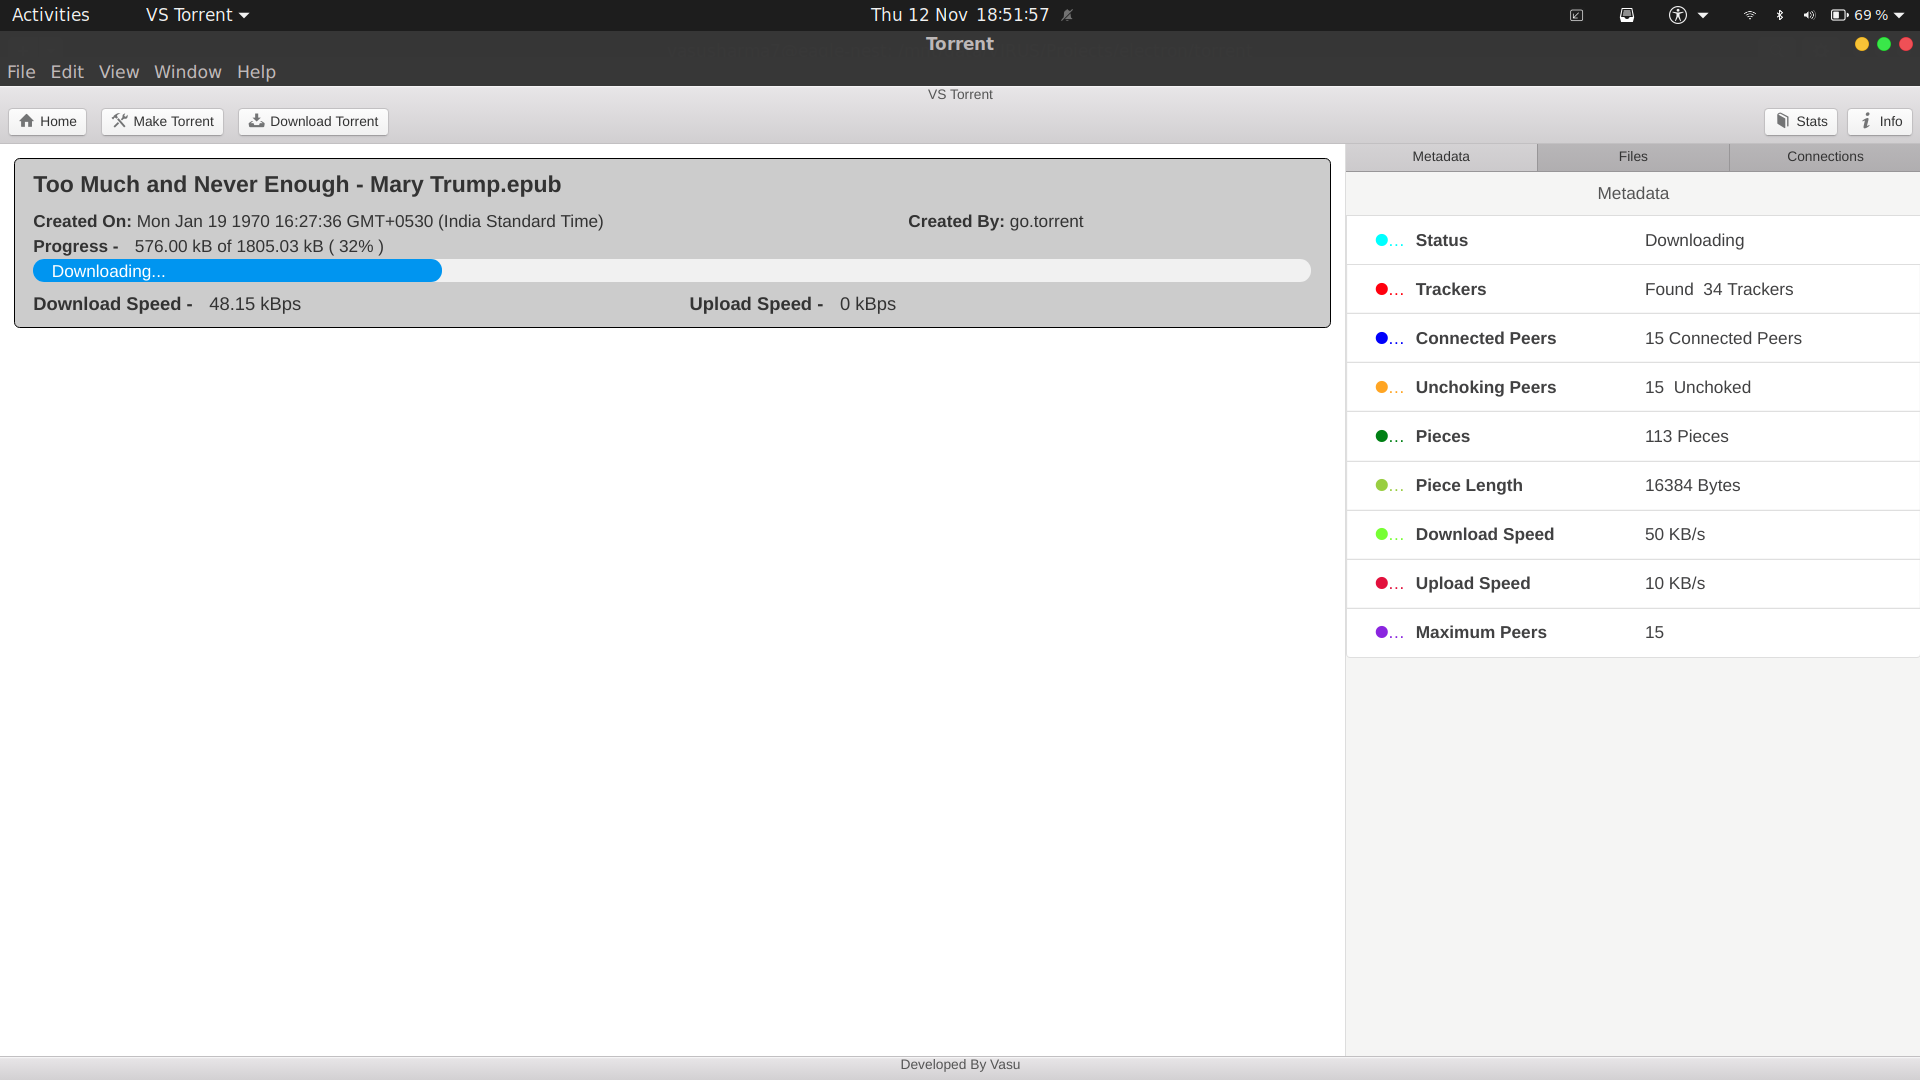 Activities VS Torrent Thu 12 Nov 18:51:57 69 %
Torrent
File Edit View Window Help
VS Torrent
Home Make Torrent Download Torrent Stats Info
Metadata Files Connections
Too Much and Never Enough - Mary Trump.epub
Created On: Mon Jan 19 1970 16:27:36 GMT+0530 (India Standard Time) Created By: go.torrent
Progress - 576.00 kB of 1805.03 kB ( 32% )
Downloading...
Download Speed - 48.15 kBps Upload Speed - 0 kBps
Metadata
... Status Downloading
... Trackers Found 34 Trackers
... Connected Peers 15 Connected Peers
... Unchoking Peers 15 Unchoked
... Pieces 113 Pieces
... Piece Length 16384 Bytes
... Download Speed 50 KB/s
... Upload Speed 10 KB/s
... Maximum Peers 15
Developed By Vasu